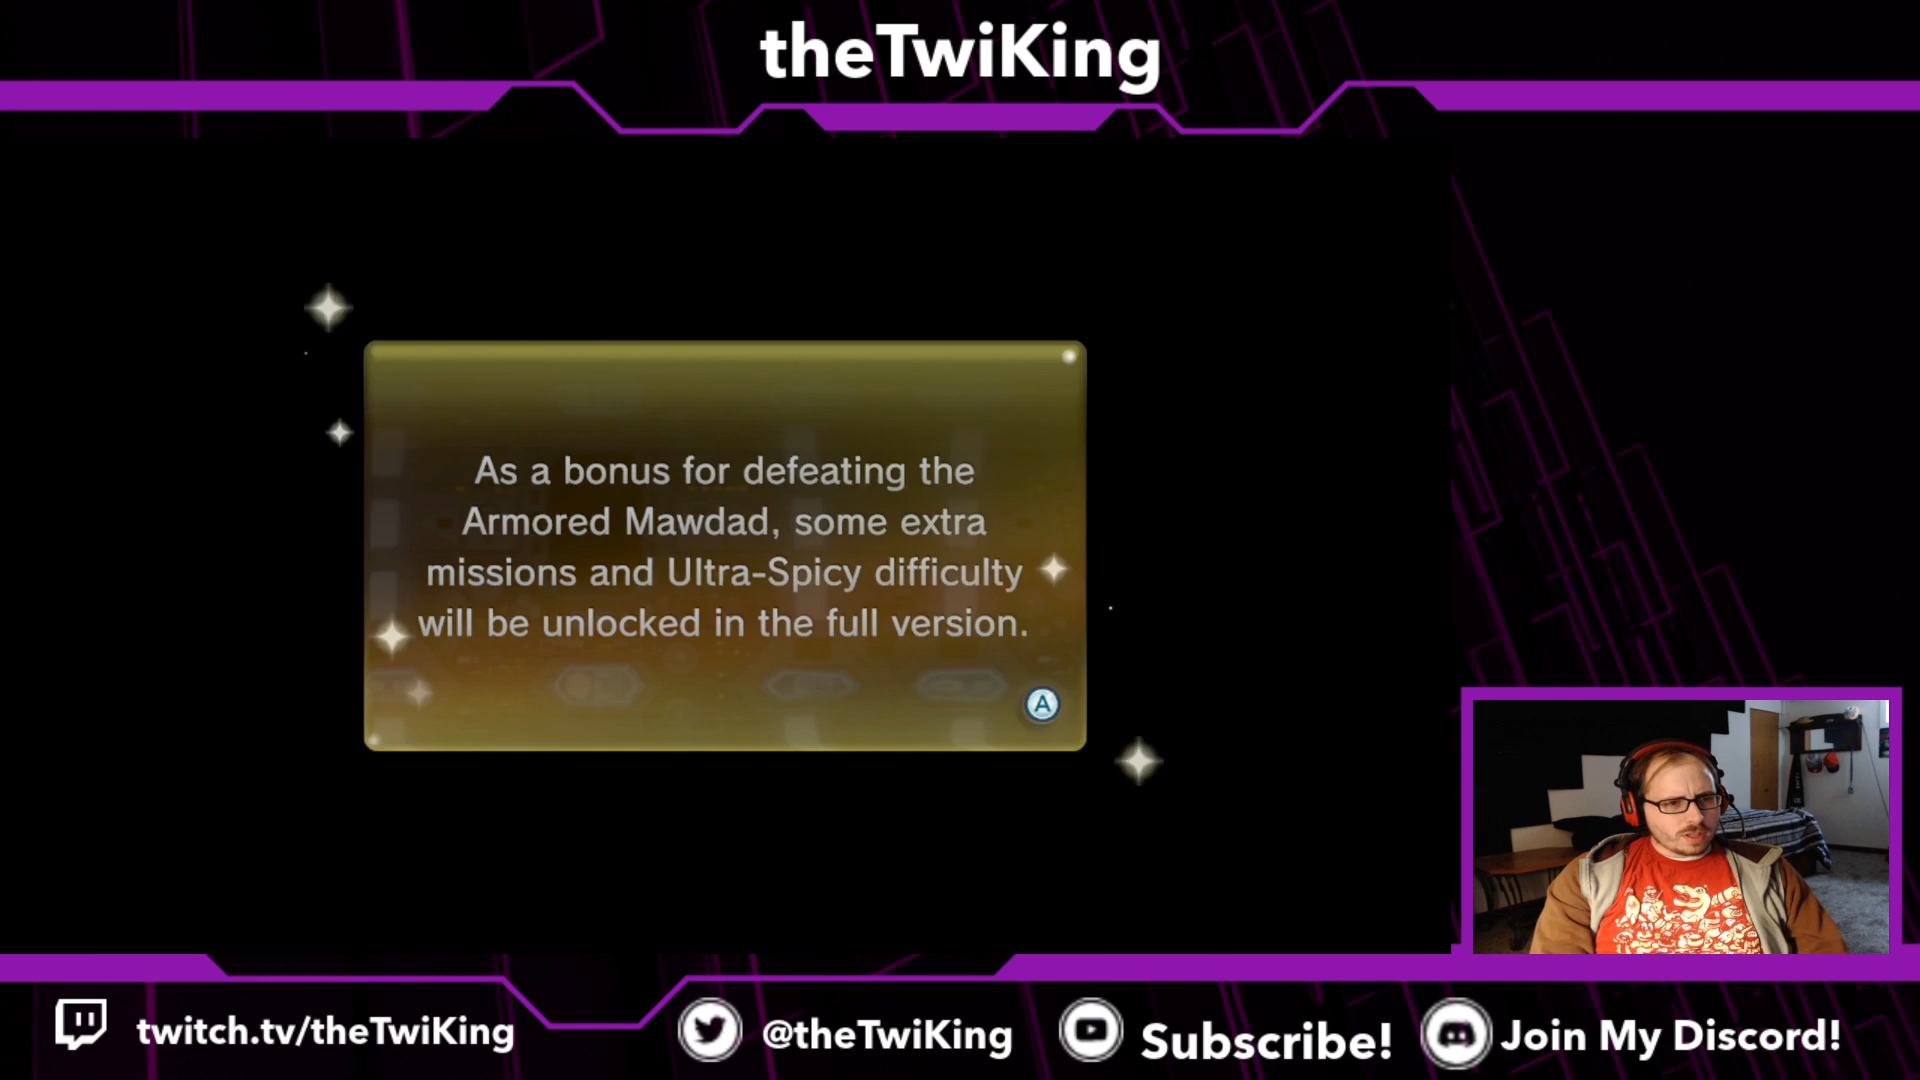 theTwiKing
As a bonus for defeating the
Armored Mawdad, some extra
missions and Ultra-Spicy difficulty
will be unlocked in the full version.
A
twitch.tv/theTwiKing
@theTwiKing
Subscribe!
Join My Discord!